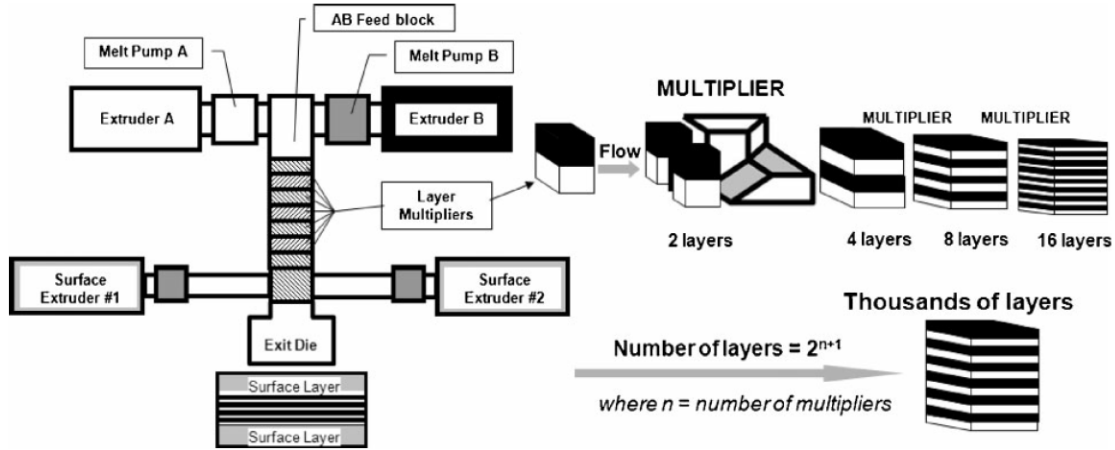 AB Feed block
Melt Pump A
Melt Pump B
Extruder A
Extruder B
Layer
Multipliers
Surface
Extruder #1
Surface
Extruder #2
Exit Die
Surface Layer
Surface Layer
MULTIPLIER
Flow
MULTIPLIER
MULTIPLIER
2 layers
4 layers
8 layers
16 layers
Thousands of layers
Number of layers = 2ⁿ⁺¹
where n = number of multipliers